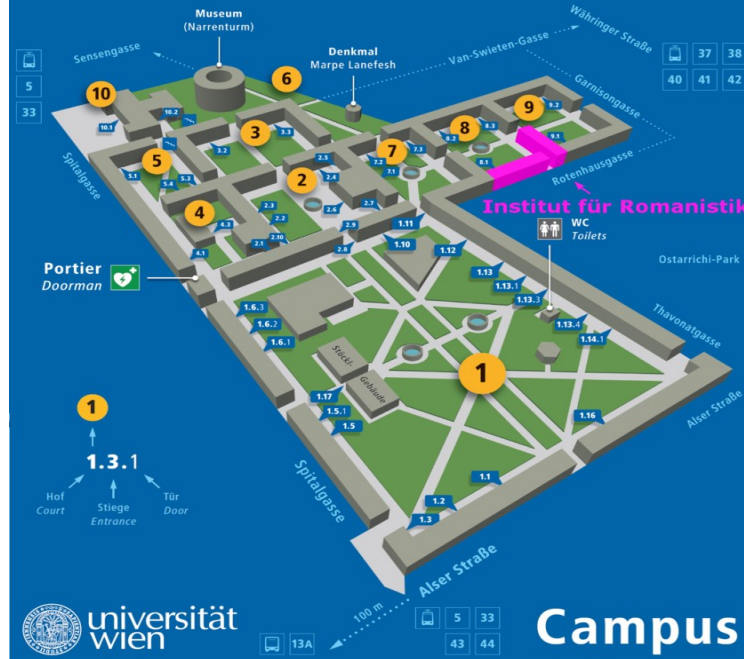 Museum
(Narrenturm)
Denkmal
Marpe Lanefesh
Sensengasse
Van-Swieten-Gasse
Währinger Straße
Garnisongasse
Rotenhausgasse
5
33
37 38
40 41 42
10
6
9
8
3
7
5
2
4
10.1
10.2
3.2
3.3
5.1
5.4
5.3
2.5
2.4
7.2
7.3
7.1
8.2
8.3
8.1
9.2
9.1
4.3
4.1
2.3
2.2
2.1
2.10
2.6
2.7
2.9
2.8
Institut für Romanistik
WC
Toilets
Ostarrichi-Park
Portier
Doorman
Spitalgasse
1.11
1.10
1.12
1.13
1.13.1
1.13.3
1.13.4
1.14.1
Thavonatgasse
1.6.3
1.6.2
1.6.1
Stöckl-
Gebäude
1
1.17
1.5.1
1.5
1.16
Alser Straße
1
1.3.1
Hof
Court
Stiege
Entrance
Tür
Door
Spitalgasse
1.1
1.2
1.3
Alser Straße
100 m
13A
5 33
43 44
universität
wien
Campus